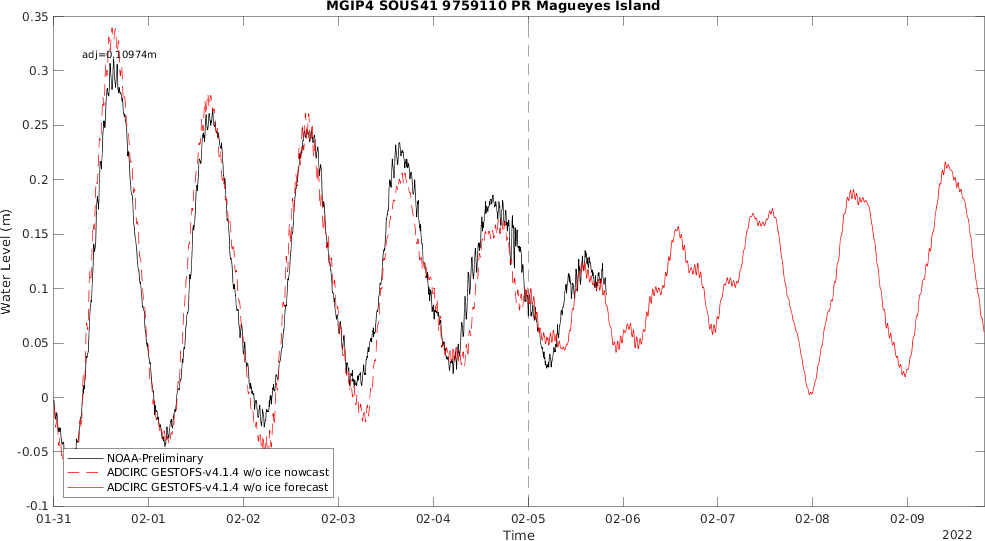 MGIP4 SOUS41 9759110 PR Magueyes Island
0.35
adj=0.10974m
0.3
0.25
0.2
0.15
0.1
0.05
0
-0.05
-0.1
Water Level (m)
NOAA-Preliminary
ADCIRC GESTOFS-v4.1.4 w/o ice nowcast
ADCIRC GESTOFS-v4.1.4 w/o ice forecast
01-31 02-01 02-02 02-03 02-04 02-05 02-06 02-07 02-08 02-09
Time
2022